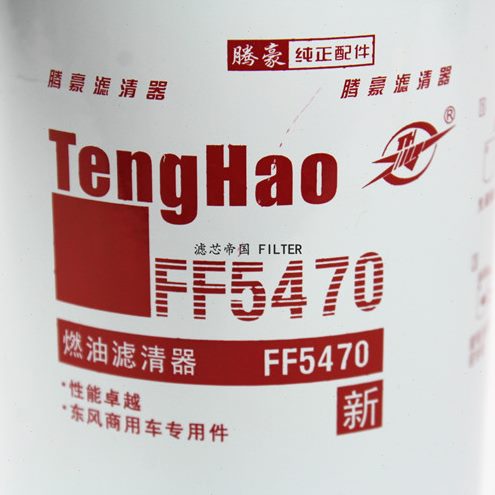 腾豪 纯正配件
腾豪滤清器 腾豪滤清器
TengHao ®
滤芯帝国 FILTER
FF5470
燃油滤清器 FF5470
·性能卓越
·东风商用车专用件
新